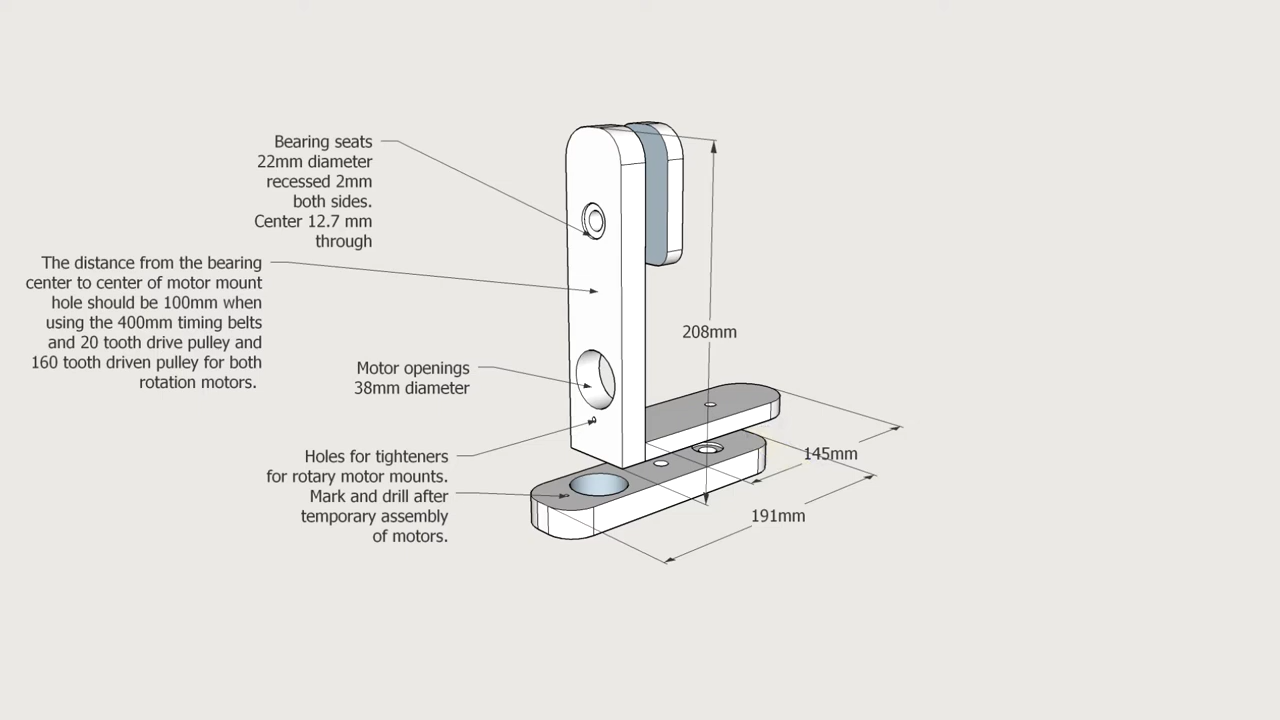 Bearing seats
22mm diameter
recessed 2mm
both sides.
Center 12.7 mm
through
The distance from the bearing
center to center of motor mount
hole should be 100mm when
using the 400mm timing belts
and 20 tooth drive pulley and
160 tooth driven pulley for both
rotation motors.
208mm
Motor openings
38mm diameter
Holes for tighteners
for rotary motor mounts.
Mark and drill after
temporary assembly
of motors.
145mm
191mm